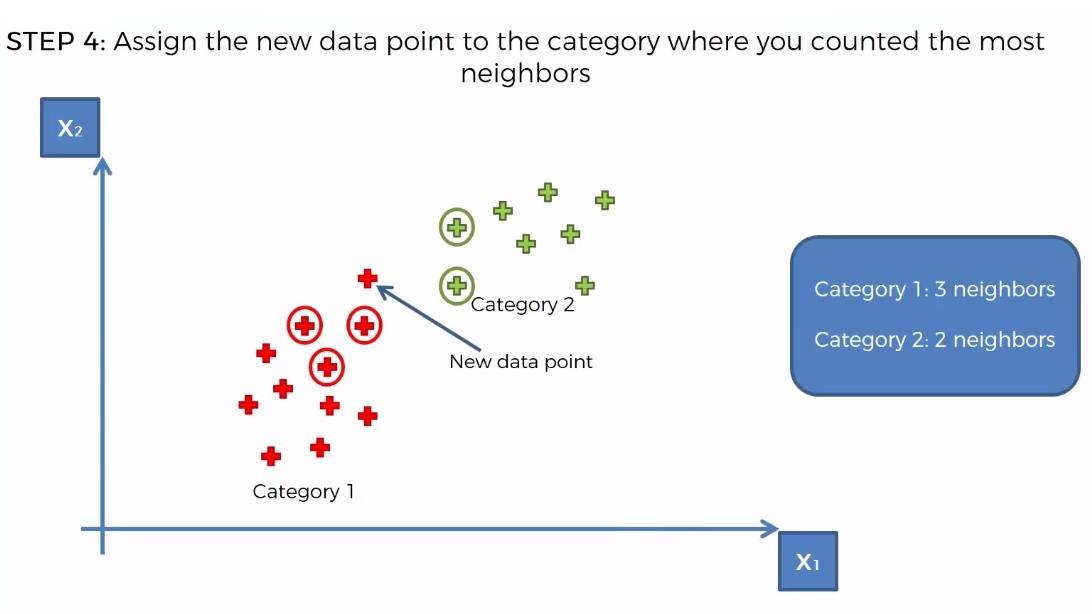 STEP 4: Assign the new data point to the category where you counted the most
neighbors
X2
Category 1: 3 neighbors
Category 2
Category 2: 2 neighbors
New data point
Category 1
X1